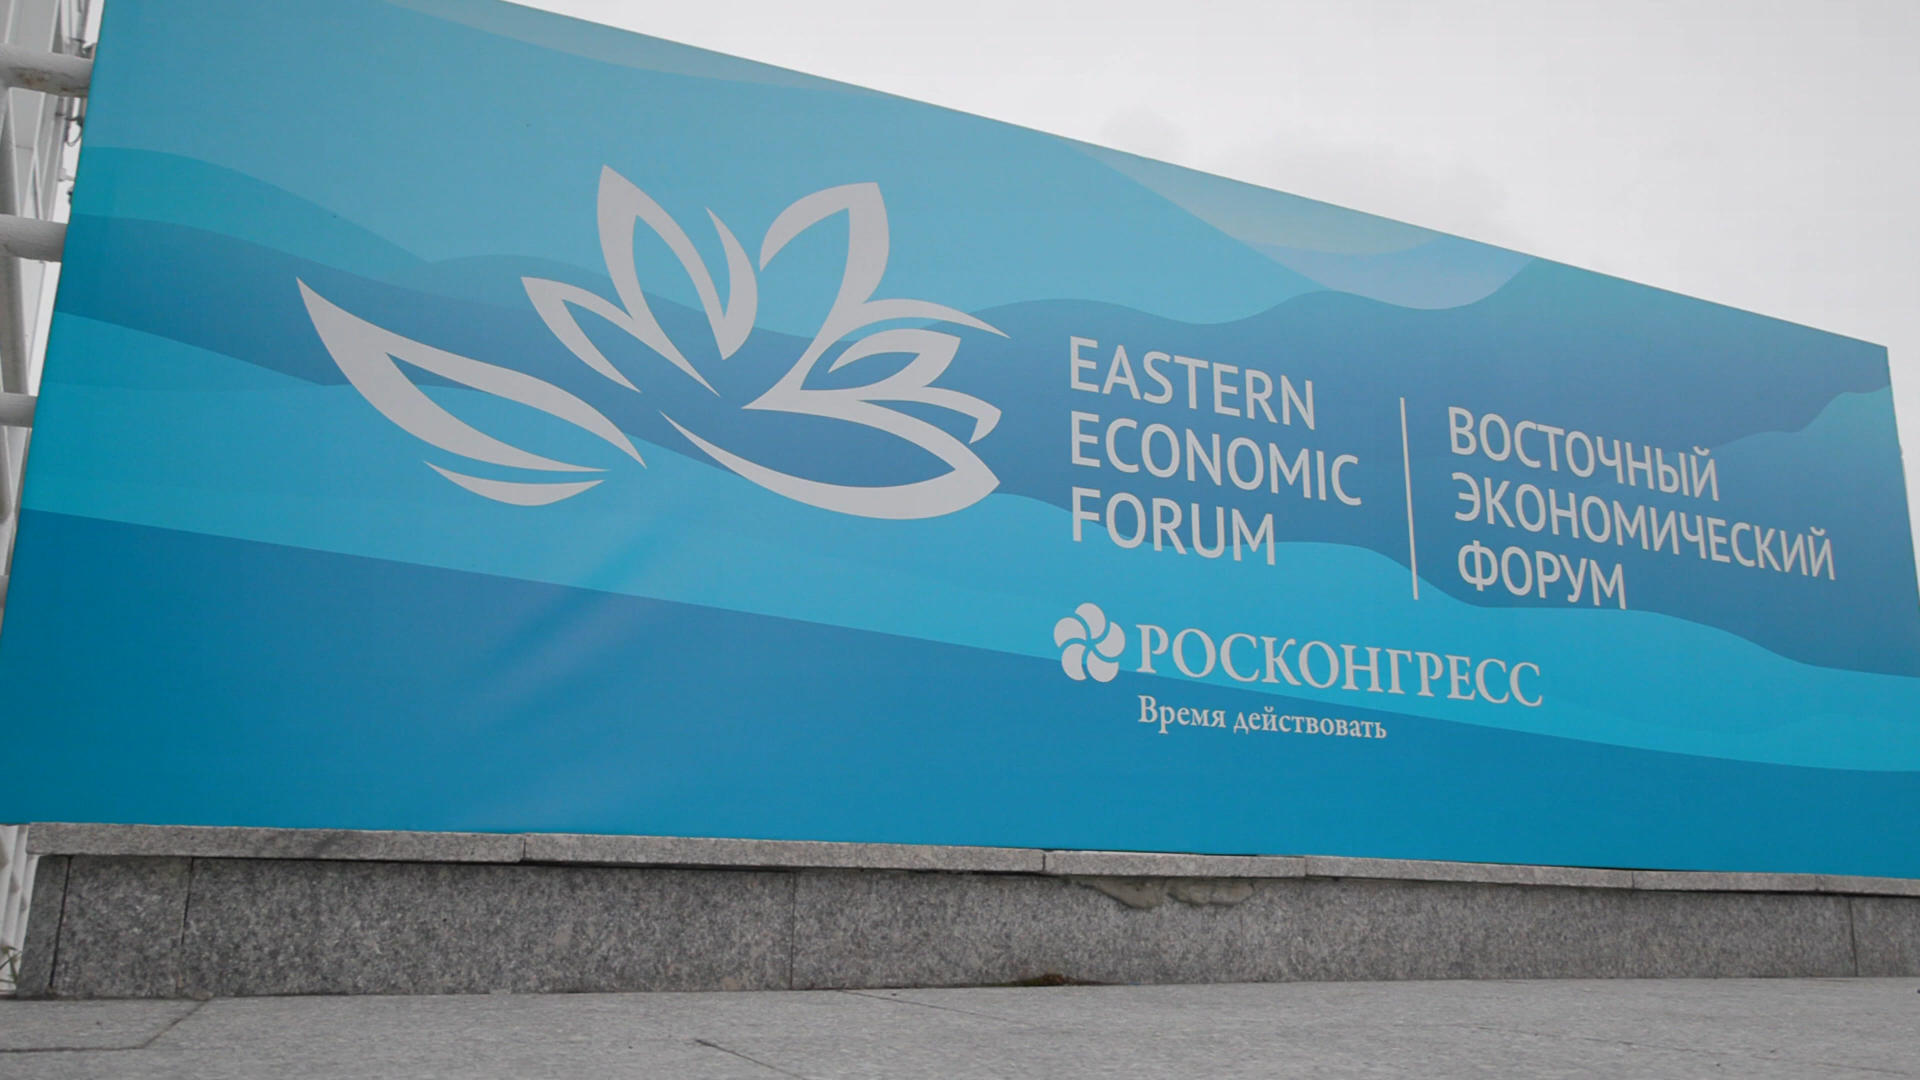 EASTERN
ECONOMIC
FORUM
ВОСТОЧНЫЙ
ЭКОНОМИЧЕСКИЙ
ФОРУМ
РОСКОНГРЕСС
Время действовать